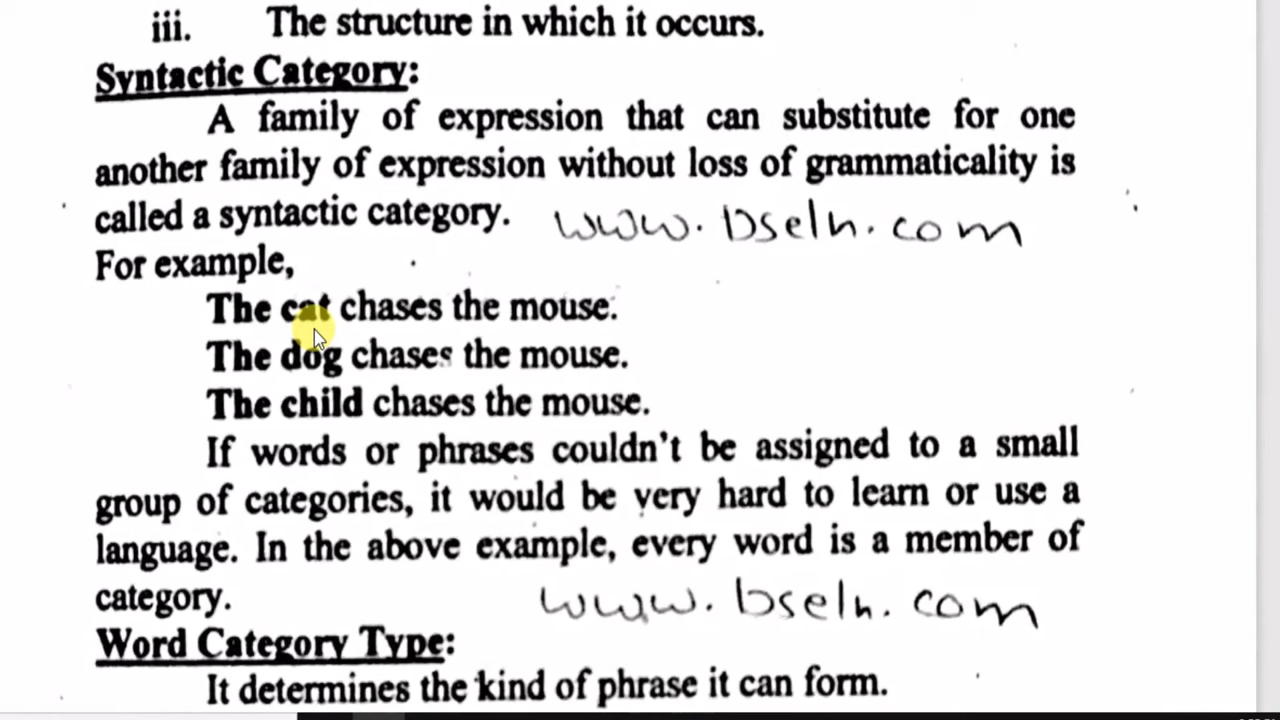 iii. The structure in which it occurs.
Syntactic Category:
A family of expression that can substitute for one
another family of expression without loss of grammaticality is
called a syntactic category. www.bseln.com
For example,
The cat chases the mouse.
The dog chases the mouse.
The child chases the mouse.
If words or phrases couldn't be assigned to a small
group of categories, it would be very hard to learn or use a
language. In the above example, every word is a member of
category. www.bseln.com
Word Category Type:
It determines the kind of phrase it can form.